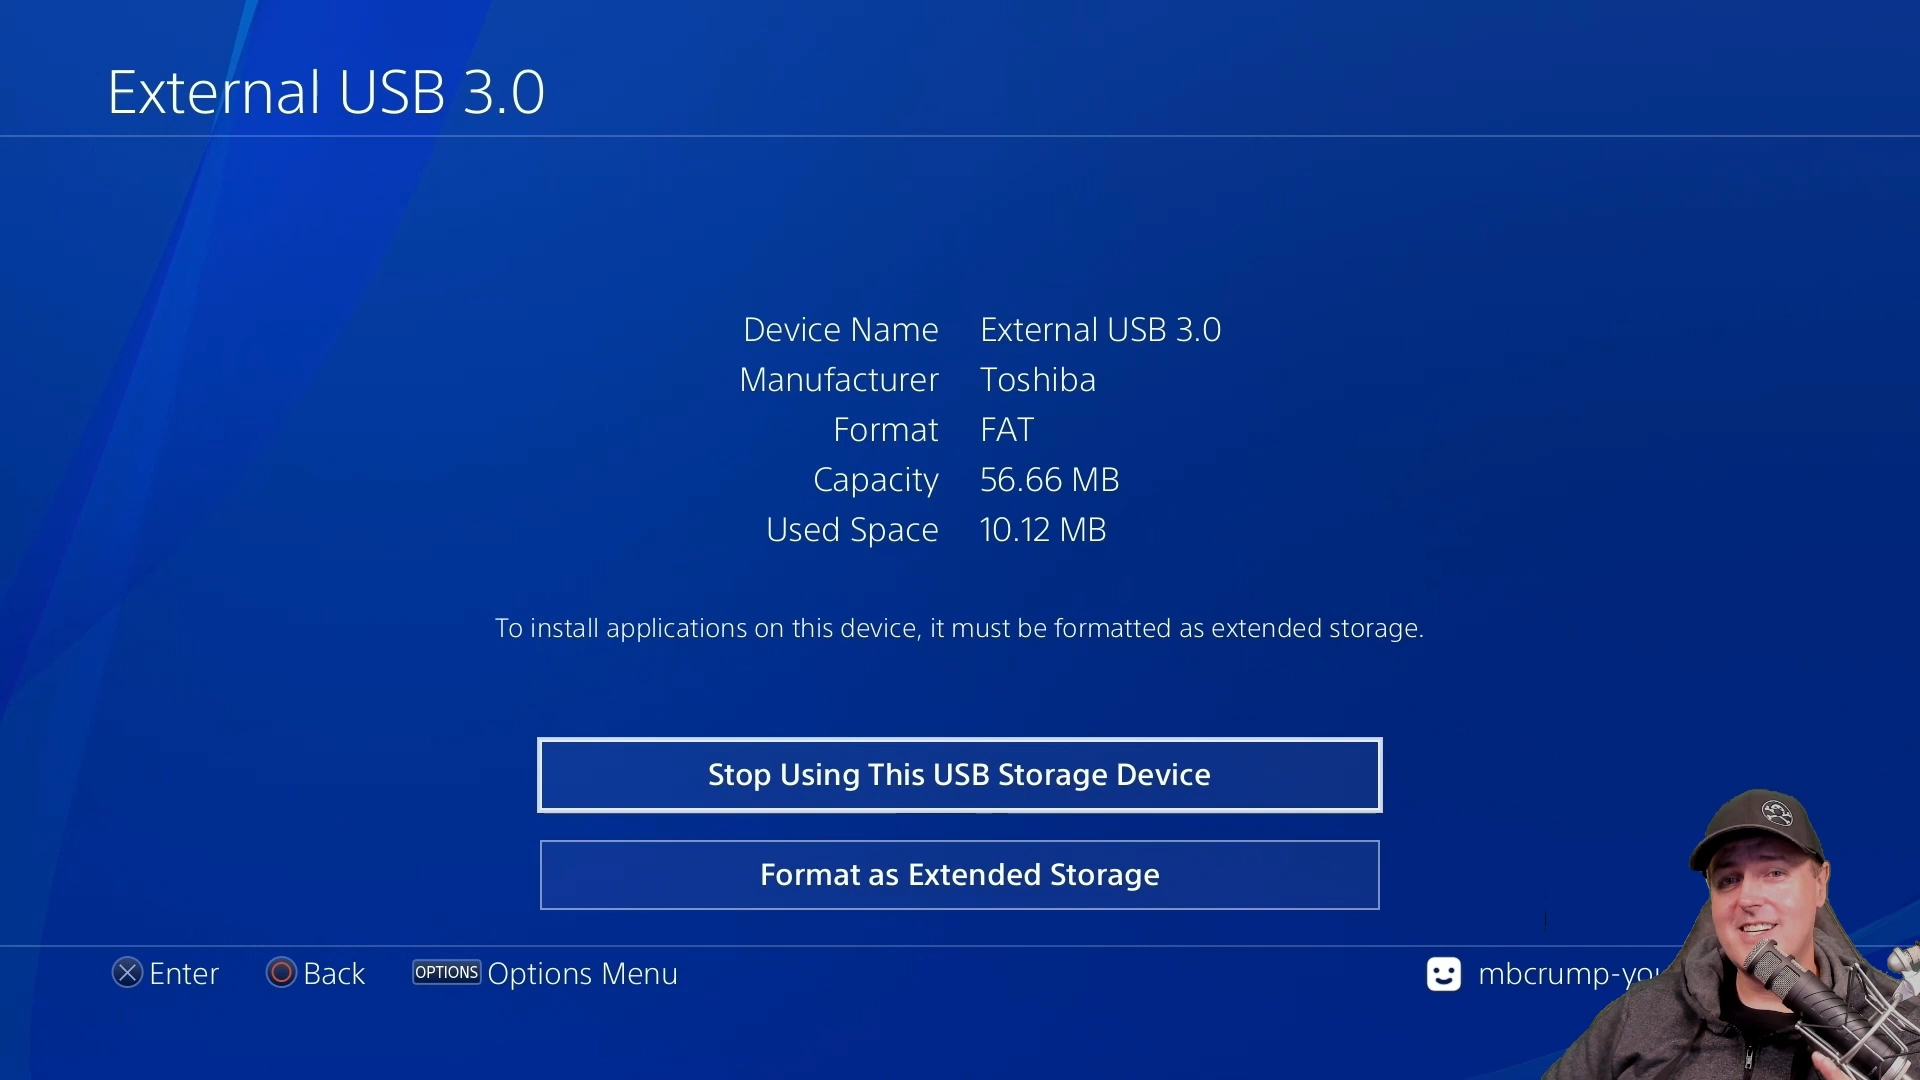 External USB 3.0
Device Name External USB 3.0
Manufacturer Toshiba
Format FAT
Capacity 56.66 MB
Used Space 10.12 MB
To install applications on this device, it must be formatted as extended storage.
Stop Using This USB Storage Device
Format as Extended Storage
Enter Back OPTIONS Options Menu